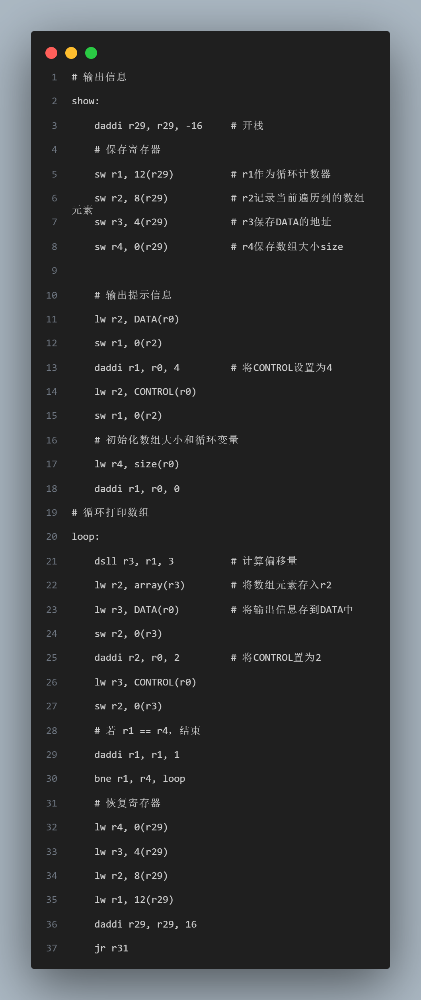 1 # 输出信息
2 show:
3     daddi r29, r29, -16     # 开栈
4     # 保存寄存器
5     sw r1, 12(r29)          # r1作为循环计数器
6     sw r2, 8(r29)           # r2记录当前遍历到的数组
元素
7     sw r3, 4(r29)           # r3保存DATA的地址
8     sw r4, 0(r29)           # r4保存数组大小size
9
10     # 输出提示信息
11     lw r2, DATA(r0)
12     sw r1, 0(r2)
13     daddi r1, r0, 4         # 将CONTROL设置为4
14     lw r2, CONTROL(r0)
15     sw r1, 0(r2)
16     # 初始化数组大小和循环变量
17     lw r4, size(r0)
18     daddi r1, r0, 0
19 # 循环打印数组
20 loop:
21     dsll r3, r1, 3          # 计算偏移量
22     lw r2, array(r3)        # 将数组元素存入r2
23     lw r3, DATA(r0)         # 将输出信息存到DATA中
24     sw r2, 0(r3)
25     daddi r2, r0, 2         # 将CONTROL置为2
26     lw r3, CONTROL(r0)
27     sw r2, 0(r3)
28     # 若 r1 == r4，结束
29     daddi r1, r1, 1
30     bne r1, r4, loop
31     # 恢复寄存器
32     lw r4, 0(r29)
33     lw r3, 4(r29)
34     lw r2, 8(r29)
35     lw r1, 12(r29)
36     daddi r29, r29, 16
37     jr r31